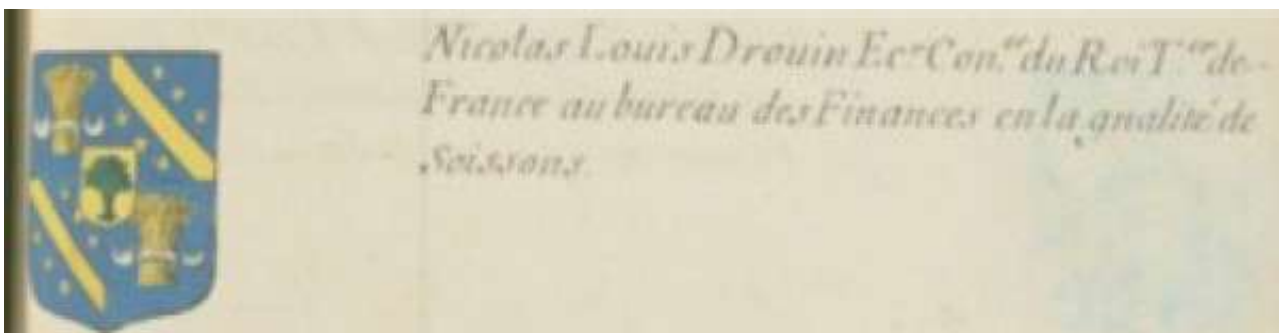 Nicolas Louis Drouin Ecr Con.er du Roi T.er de
France au bureau des Finances en la qualité de
Soissons.